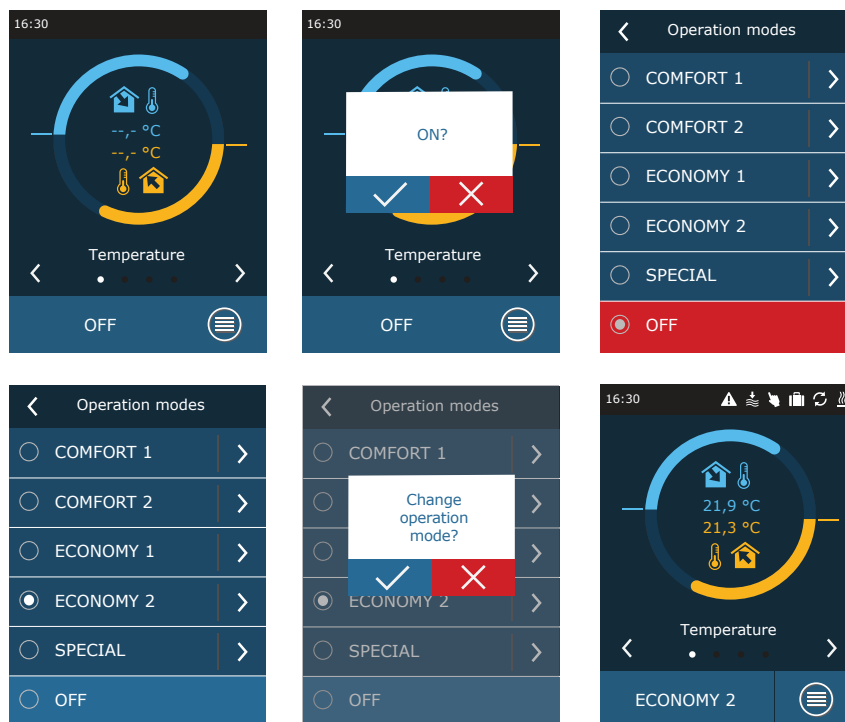 16:30
--,- °C
--,- °C
Temperature
OFF
16:30
ON?
Temperature
OFF
Operation modes
COMFORT 1
COMFORT 2
ECONOMY 1
ECONOMY 2
SPECIAL
OFF
Operation modes
COMFORT 1
COMFORT 2
ECONOMY 1
ECONOMY 2
SPECIAL
OFF
Operation modes
COMFORT 1
Change
operation
mode?
ECONOMY 2
SPECIAL
OFF
16:30
21,9 °C
21,3 °C
Temperature
ECONOMY 2